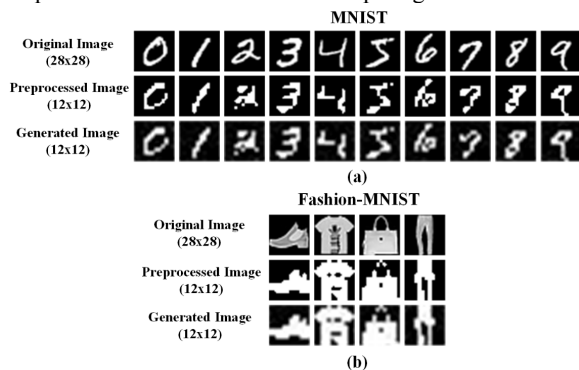 MNIST
Original Image
(28x28)
Preprocessed Image
(12x12)
Generated Image
(12x12)
(a)
Fashion-MNIST
Original Image
(28x28)
Preprocessed Image
(12x12)
Generated Image
(12x12)
(b)